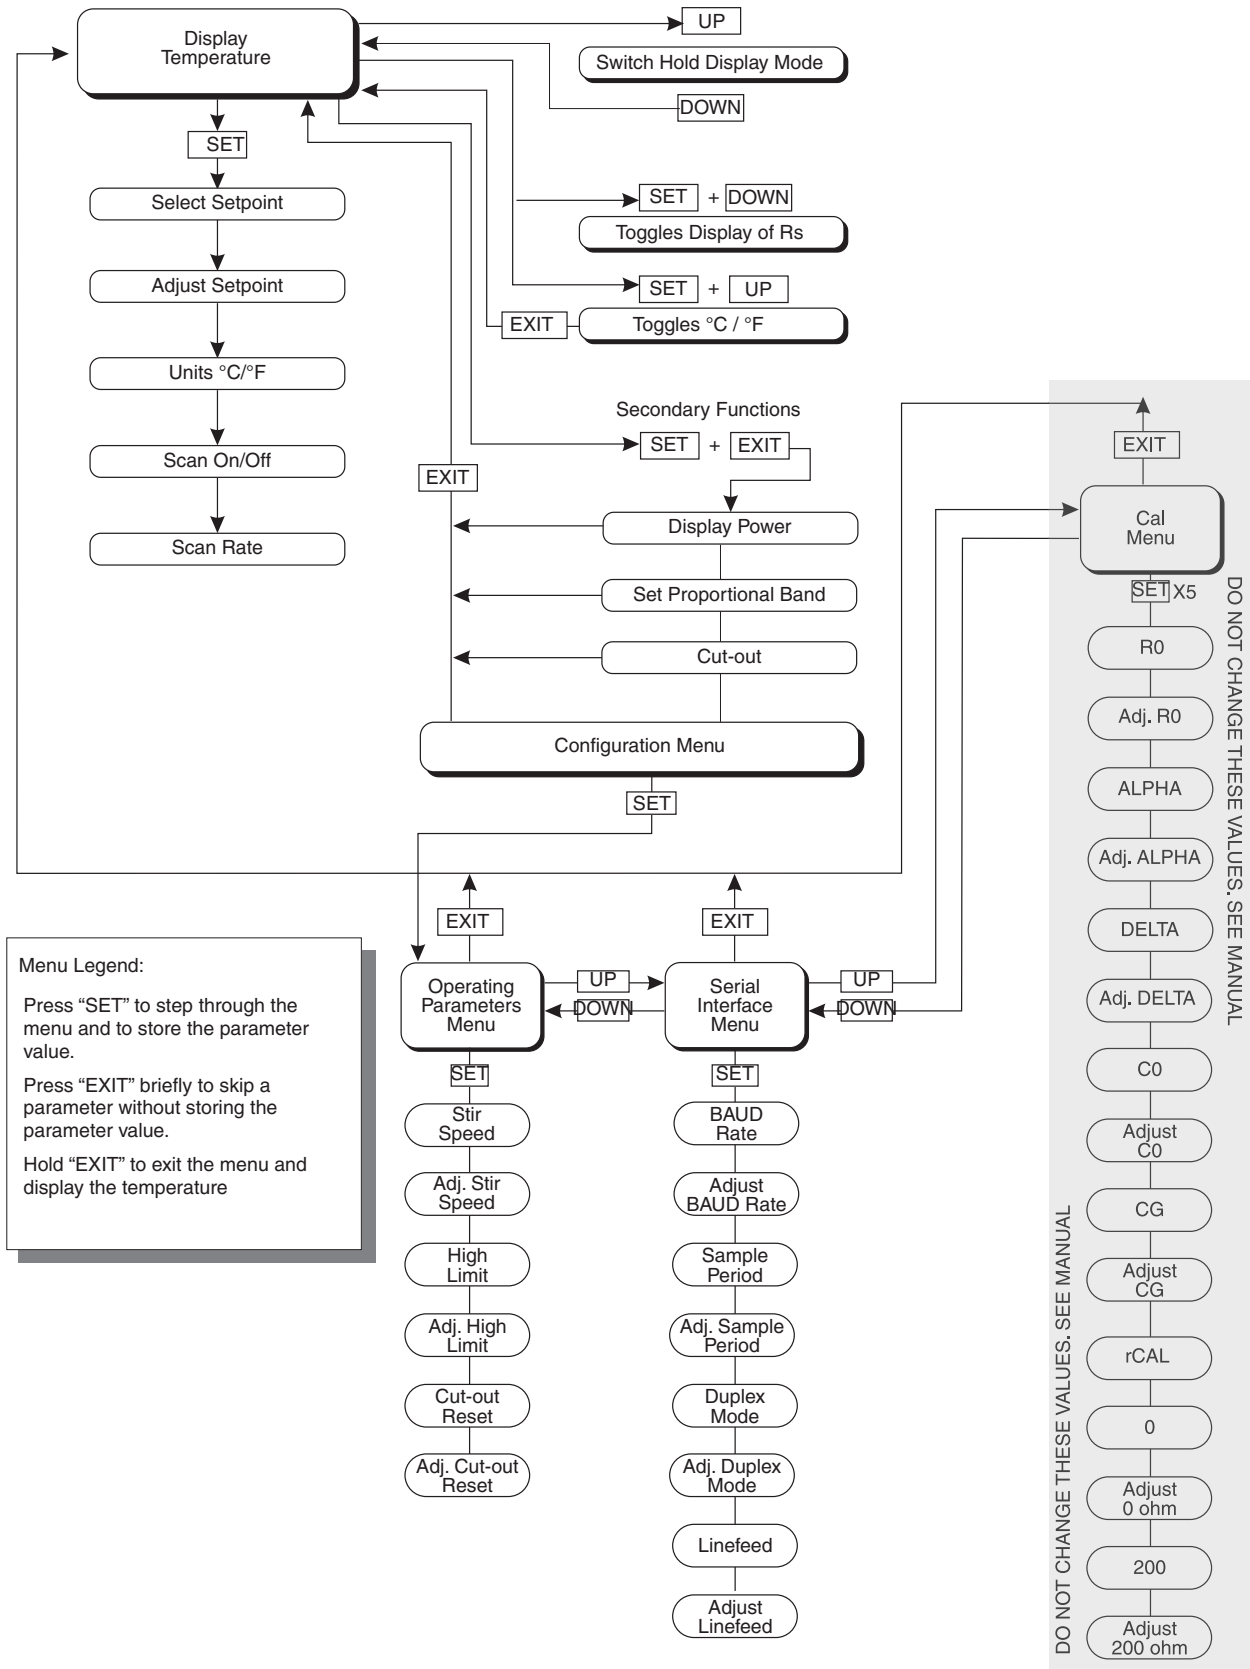 Display
Temperature
UP
Switch Hold Display Mode
DOWN
SET
Select Setpoint
Adjust Setpoint
Units °C/°F
Scan On/Off
Scan Rate
SET + DOWN
Toggles Display of Rs
SET + UP
EXIT
Toggles °C / °F
Secondary Functions
SET + EXIT
EXIT
Display Power
Set Proportional Band
Cut-out
Configuration Menu
SET
EXIT
Operating
Parameters
Menu
UP
DOWN
SET
Stir
Speed
Adj. Stir
Speed
High
Limit
Adj. High
Limit
Cut-out
Reset
Adj. Cut-out
Reset
EXIT
Serial
Interface
Menu
UP
DOWN
SET
BAUD
Rate
Adjust
BAUD Rate
Sample
Period
Adj. Sample
Period
Duplex
Mode
Adj. Duplex
Mode
Linefeed
Adjust
Linefeed
EXIT
Cal
Menu
SET X5
R0
Adj. R0
ALPHA
Adj. ALPHA
DELTA
Adj. DELTA
C0
Adjust
C0
CG
Adjust
CG
rCAL
0
Adjust
0 ohm
200
Adjust
200 ohm
DO NOT CHANGE THESE VALUES. SEE MANUAL
DO NOT CHANGE THESE VALUES. SEE MANUAL
Menu Legend:
Press “SET” to step through the
menu and to store the parameter
value.
Press “EXIT” briefly to skip a
parameter without storing the
parameter value.
Hold “EXIT” to exit the menu and
display the temperature